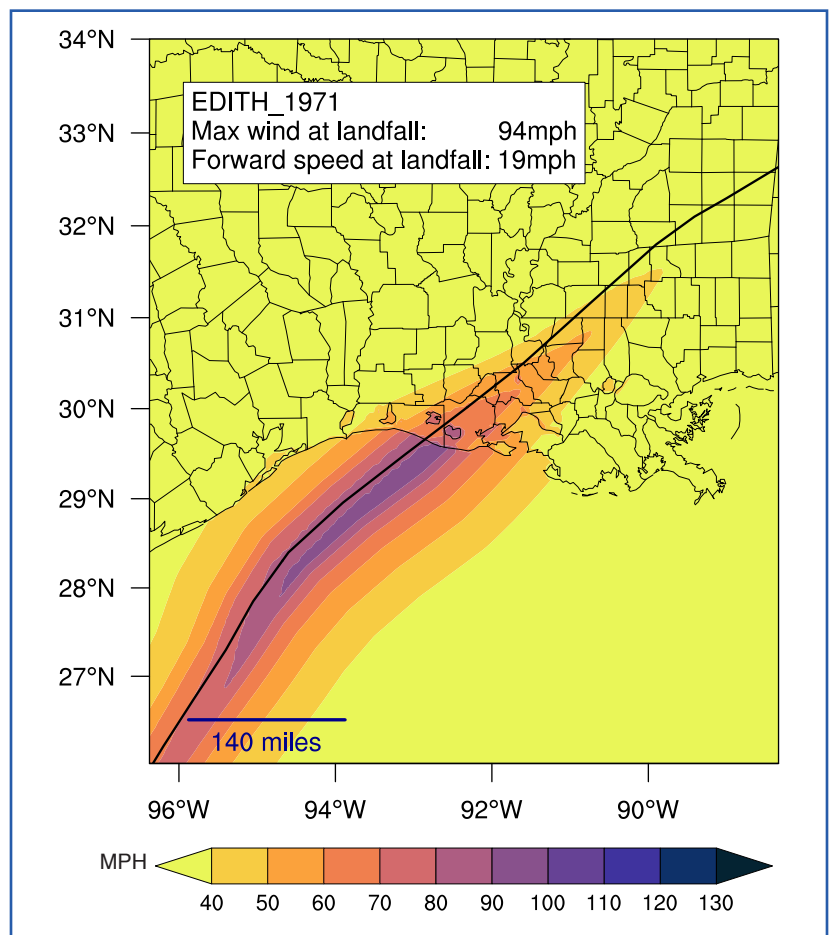 34°N
EDITH_1971
Max wind at landfall: 94mph
Forward speed at landfall: 19mph
33°N
32°N
31°N
30°N
29°N
28°N
27°N
140 miles
96°W 94°W 92°W 90°W
MPH
40 50 60 70 80 90 100 110 120 130